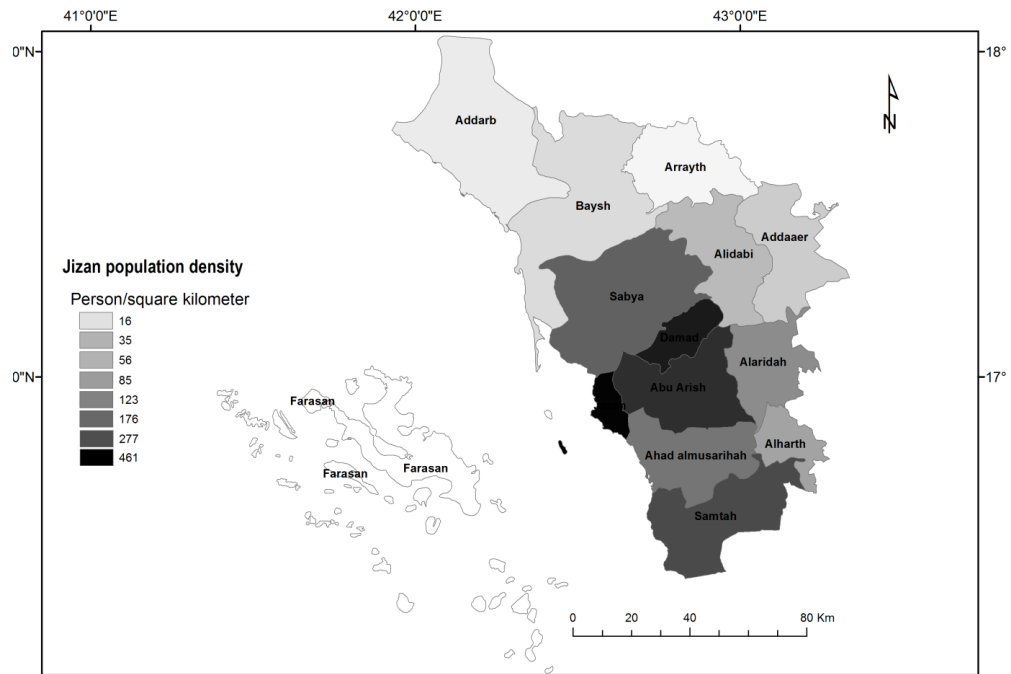 41°0'0"E
42°0'0"E
43°0'0"E
0"N
18°
N
Addarb
Arrayth
Baysh
Addaaer
Alidabi
Jizan population density
Person/square kilometer
16
35
56
85
123
176
277
461
Sabya
Damad
Alaridah
0"N
17°
Abu Arish
Farasan
Alharth
Ahad almusarihah
Farasan
Farasan
Samtah
0 20 40 80 Km